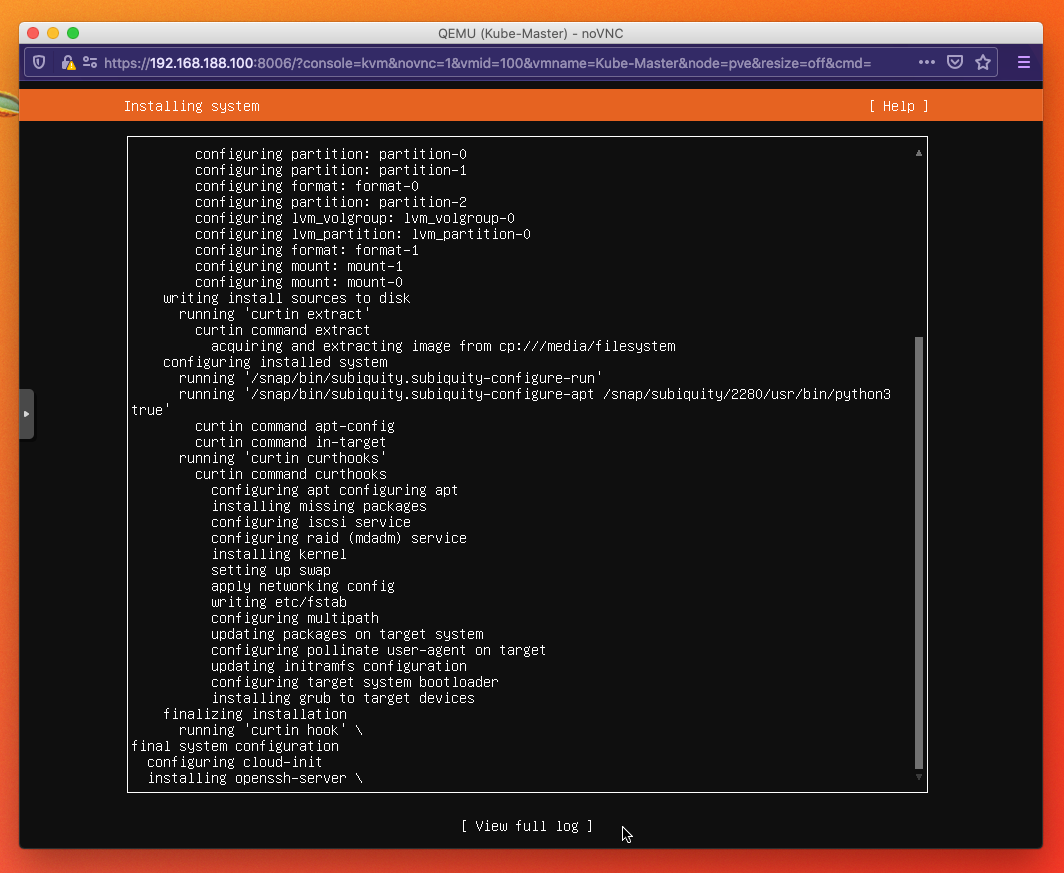 QEMU (Kube-Master) - noVNC
https://192.168.188.100:8006/?console=kvm&novnc=1&vmid=100&vmname=Kube-Master&node=pve&resize=off&cmd=
Installing system [ Help ]
configuring partition: partition-0
configuring partition: partition-1
configuring format: format-0
configuring partition: partition-2
configuring lvm_volgroup: lvm_volgroup-0
configuring lvm_partition: lvm_partition-0
configuring format: format-1
configuring mount: mount-1
configuring mount: mount-0
writing install sources to disk
running 'curtin extract'
curtin command extract
acquiring and extracting image from cp:///media/filesystem
configuring installed system
running '/snap/bin/subiquity.subiquity-configure-run'
running '/snap/bin/subiquity.subiquity-configure-apt /snap/subiquity/2280/usr/bin/python3
true'
curtin command apt-config
curtin command in-target
running 'curtin curthooks'
curtin command curthooks
configuring apt configuring apt
installing missing packages
configuring iscsi service
configuring raid (mdadm) service
installing kernel
setting up swap
apply networking config
writing etc/fstab
configuring multipath
updating packages on target system
configuring pollinate user-agent on target
updating initramfs configuration
configuring target system bootloader
installing grub to target devices
finalizing installation
running 'curtin hook' \
final system configuration
configuring cloud-init
installing openssh-server \
[ View full log ]